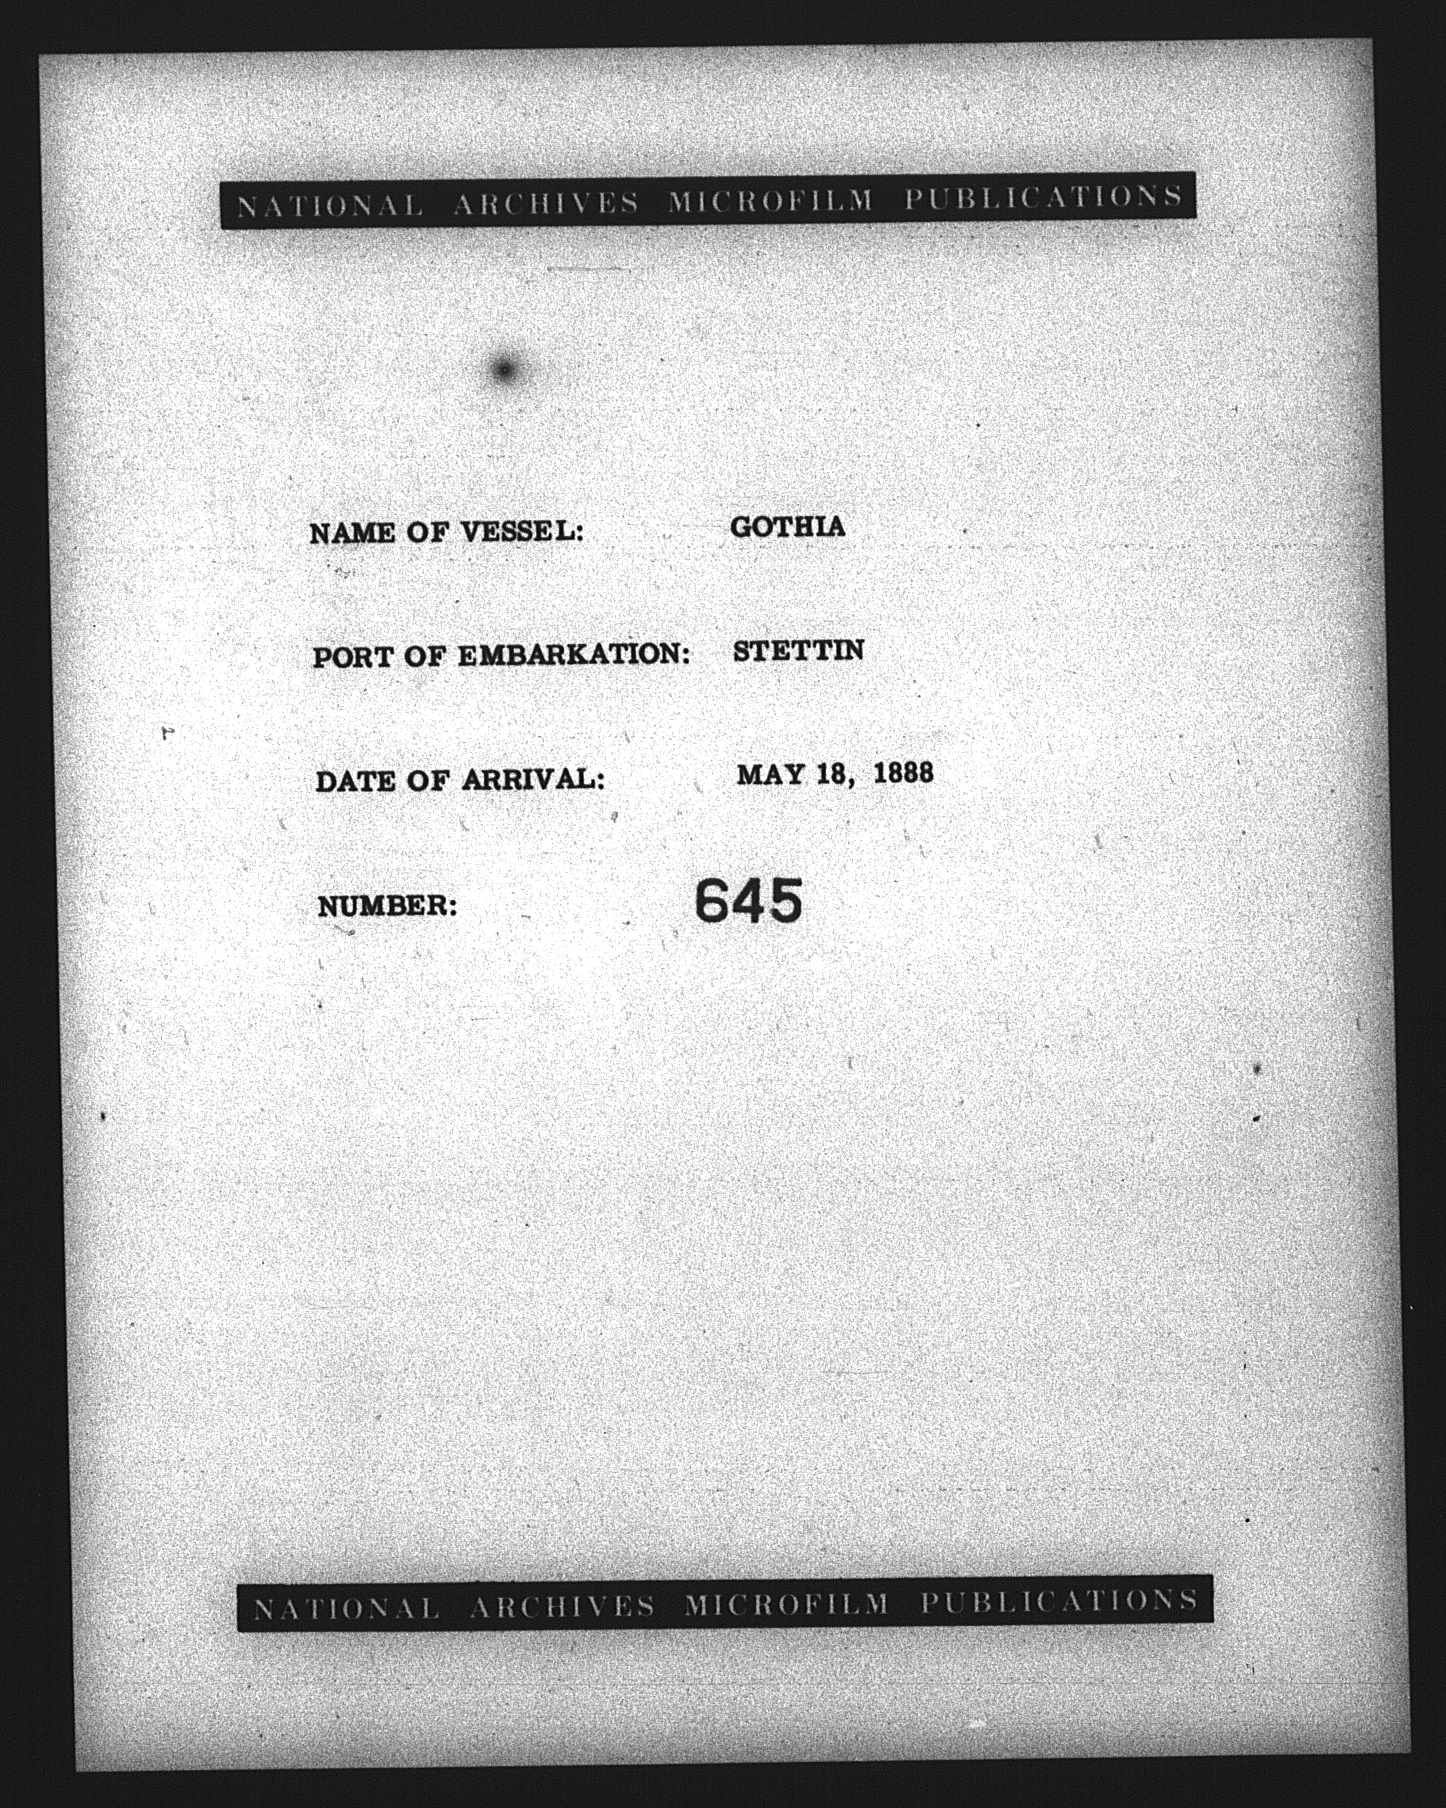 NATIONAL ARCHIVES MICROFILM PUBLICATIONS
NAME OF VESSEL: GOTHIA
PORT OF EMBARKATION: STETTIN
DATE OF ARRIVAL: MAY 18, 1888
NUMBER: 645
NATIONAL ARCHIVES MICROFILM PUBLICATIONS